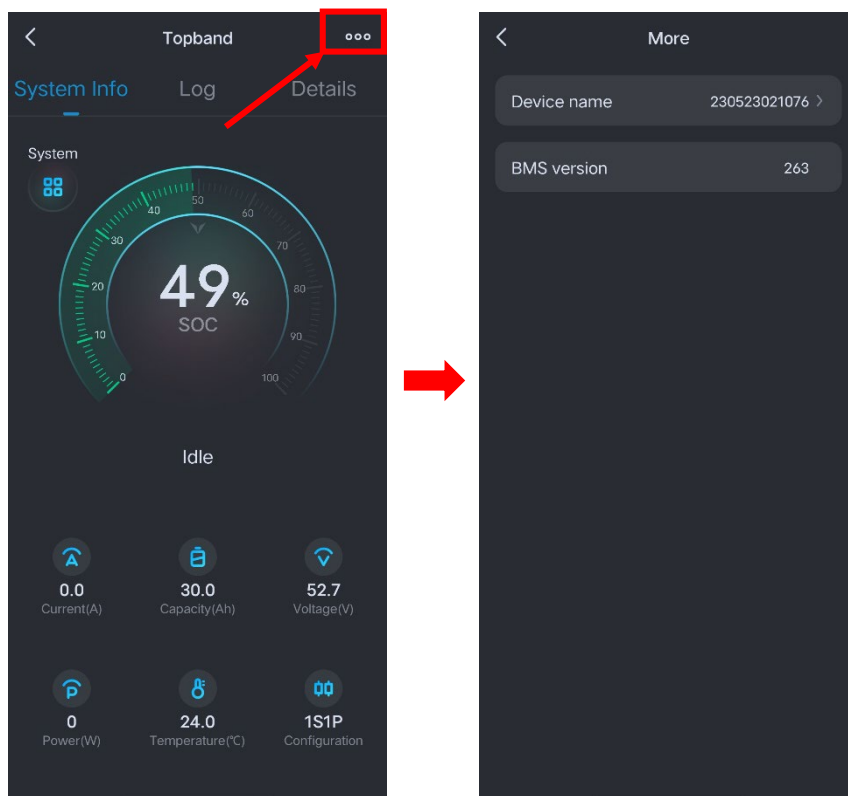 Topband
System Info Log Details
System
0
10
20
30
40
50
60
70
80
90
100
49%
SOC
Idle
A
0.0 30.0 52.7
Current(A) Capacity(Ah) Voltage(V)
P
0 24.0 1S1P
Power(W) Temperature(℃) Configuration
More
Device name 230523021076
BMS version 263